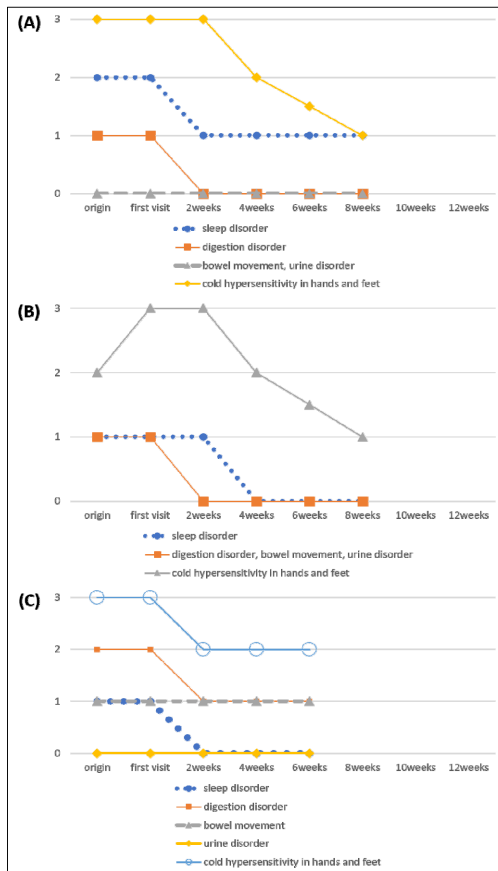 (A)
3
2
1
0
origin first visit 2weeks 4weeks 6weeks 8weeks 10weeks 12weeks
sleep disorder
digestion disorder
bowel movement, urine disorder
cold hypersensitivity in hands and feet
(B)
3
2
1
0
origin first visit 2weeks 4weeks 6weeks 8weeks 10weeks 12weeks
sleep disorder
digestion disorder, bowel movement, urine disorder
cold hypersensitivity in hands and feet
(C)
3
2
1
0
origin first visit 2weeks 4weeks 6weeks 8weeks 10weeks 12weeks
sleep disorder
digestion disorder
bowel movement
urine disorder
cold hypersensitivity in hands and feet